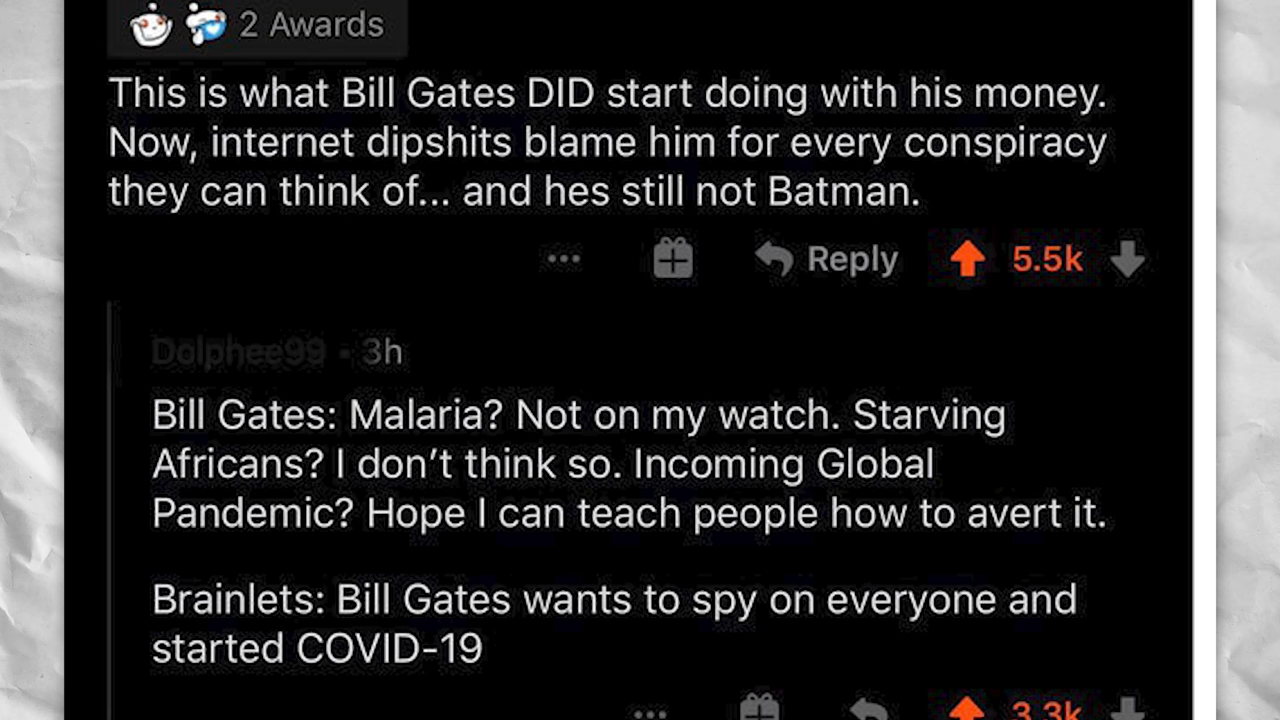 2 Awards
This is what Bill Gates DID start doing with his money.
Now, internet dipshits blame him for every conspiracy
they can think of... and hes still not Batman.
... Reply 5.5k
Dolphee99 • 3h
Bill Gates: Malaria? Not on my watch. Starving
Africans? I don’t think so. Incoming Global
Pandemic? Hope I can teach people how to avert it.
Brainlets: Bill Gates wants to spy on everyone and
started COVID-19
... 3.3k